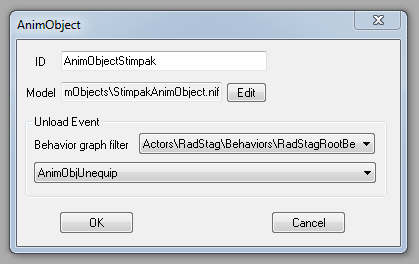 AnimObject
ID AnimObjectStimpak
Model mObjects\StimpakAnimObject.nif Edit
Unload Event
Behavior graph filter Actors\RadStag\Behaviors\RadStagRootBe
AnimObjUnequip
OK Cancel